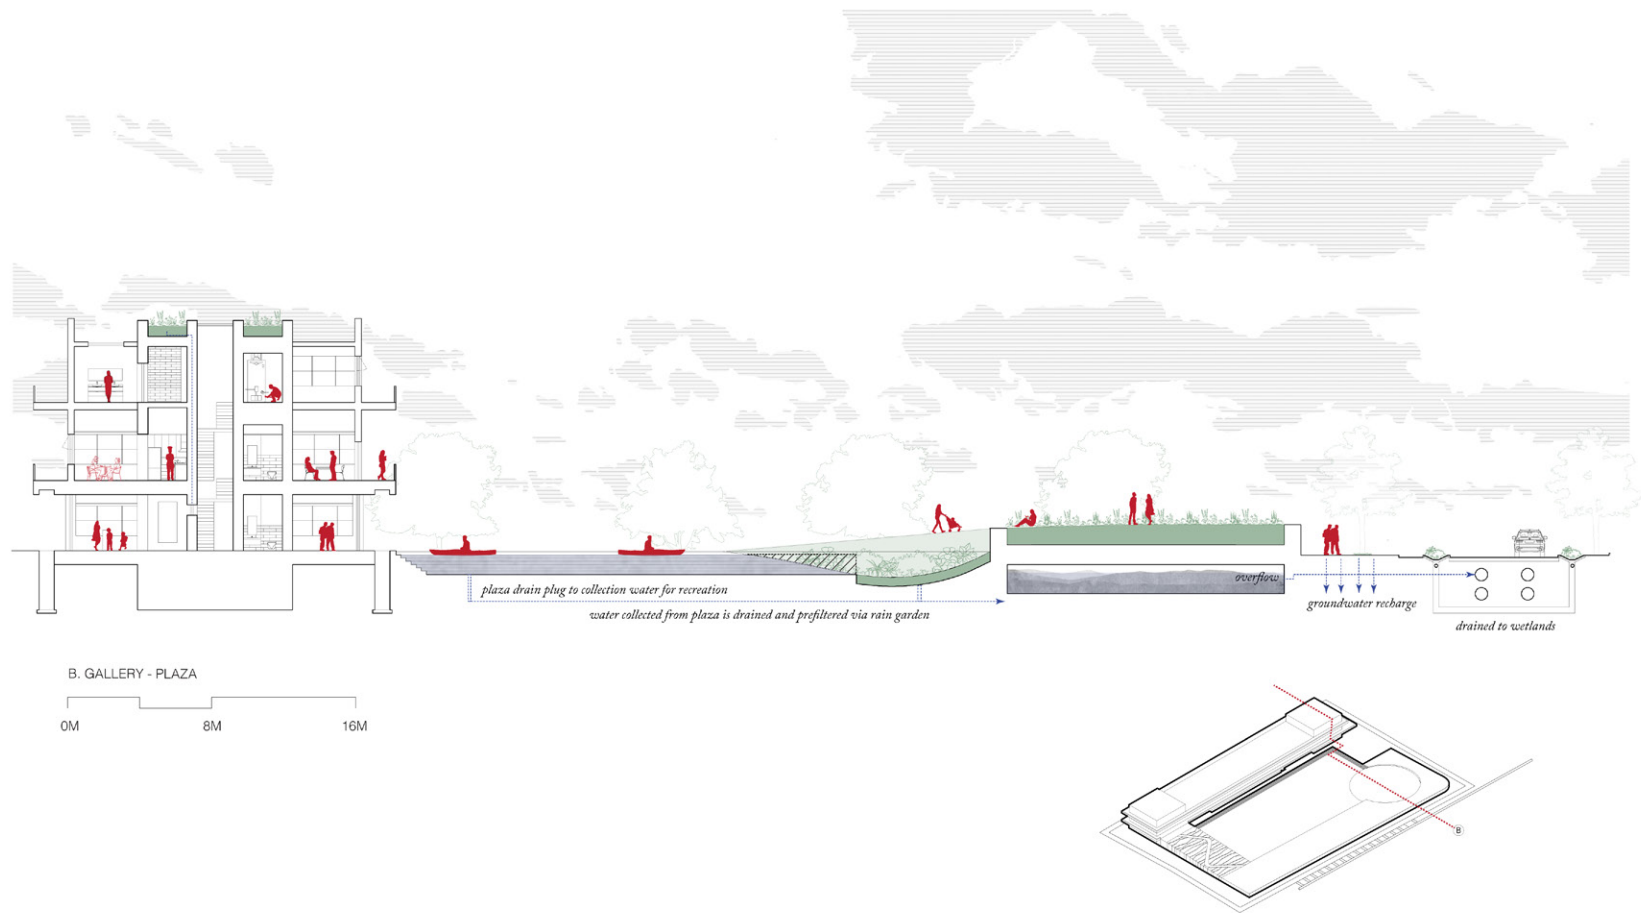 plaza drain plug to collection water for recreation
water collected from plaza is drained and prefiltered via rain garden
overflow
groundwater recharge
drained to wetlands
B. GALLERY - PLAZA
0M 8M 16M
B